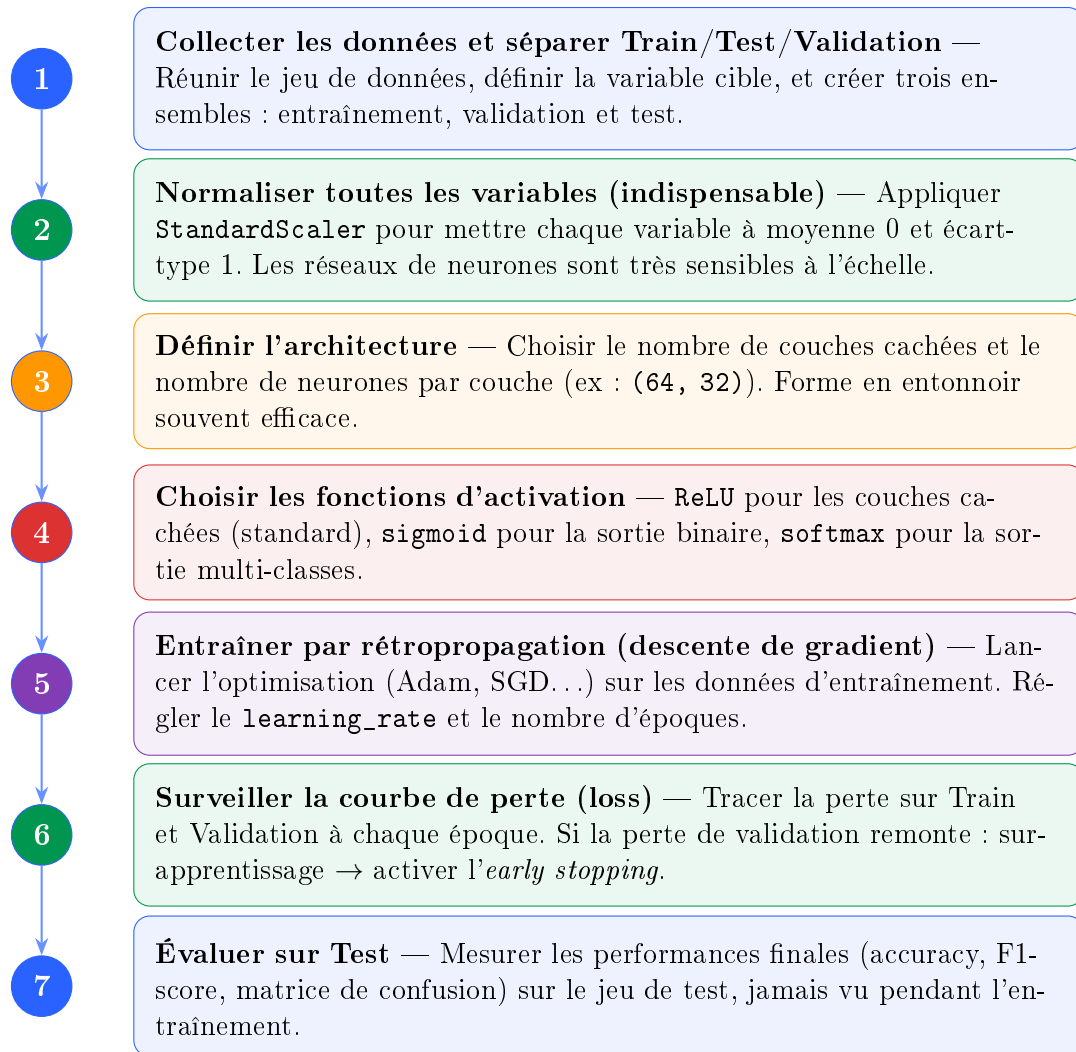 1
Collecter les données et séparer Train/Test/Validation —
Réunir le jeu de données, définir la variable cible, et créer trois en-
sembles : entraînement, validation et test.
2
Normaliser toutes les variables (indispensable) — Appliquer
StandardScaler pour mettre chaque variable à moyenne 0 et écart-
type 1. Les réseaux de neurones sont très sensibles à l'échelle.
3
Définir l'architecture — Choisir le nombre de couches cachées et le
nombre de neurones par couche (ex : (64, 32)). Forme en entonnoir
souvent efficace.
4
Choisir les fonctions d'activation — ReLU pour les couches ca-
chées (standard), sigmoid pour la sortie binaire, softmax pour la sor-
tie multi-classes.
5
Entraîner par rétropropagation (descente de gradient) — Lan-
cer l'optimisation (Adam, SGD...) sur les données d'entraînement. Ré-
gler le learning_rate et le nombre d'époques.
6
Surveiller la courbe de perte (loss) — Tracer la perte sur Train
et Validation à chaque époque. Si la perte de validation remonte : sur-
apprentissage → activer l'early stopping.
7
Évaluer sur Test — Mesurer les performances finales (accuracy, F1-
score, matrice de confusion) sur le jeu de test, jamais vu pendant l'en-
traînement.